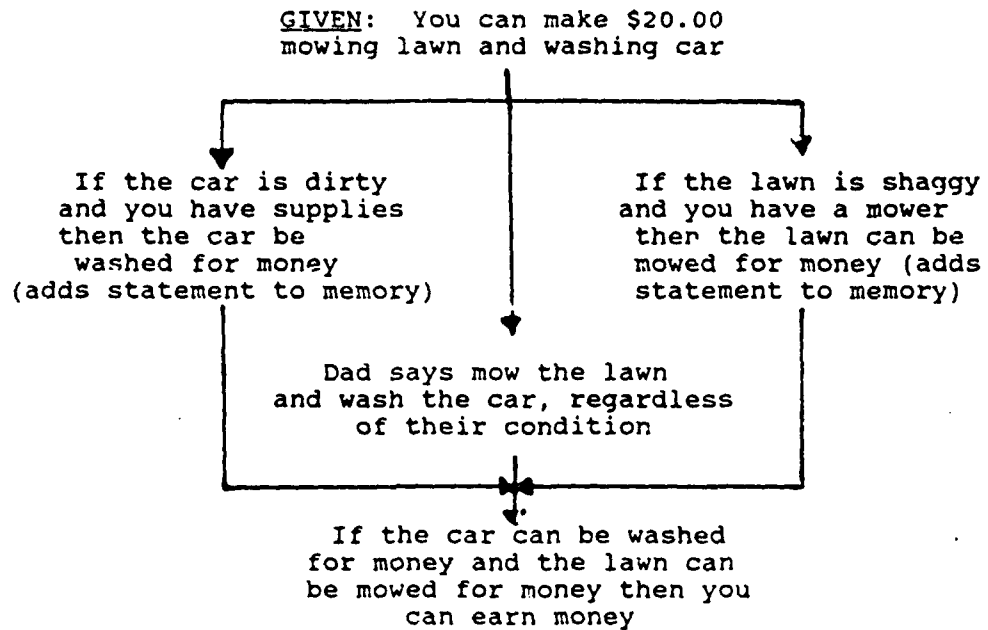 GIVEN: You can make $20.00
mowing lawn and washing car
If the car is dirty
and you have supplies
then the car be
washed for money
(adds statement to memory)
If the lawn is shaggy
and you have a mower
then the lawn can be
mowed for money (adds
statement to memory)
Dad says mow the lawn
and wash the car, regardless
of their condition
If the car can be washed
for money and the lawn can
be mowed for money then you
can earn money